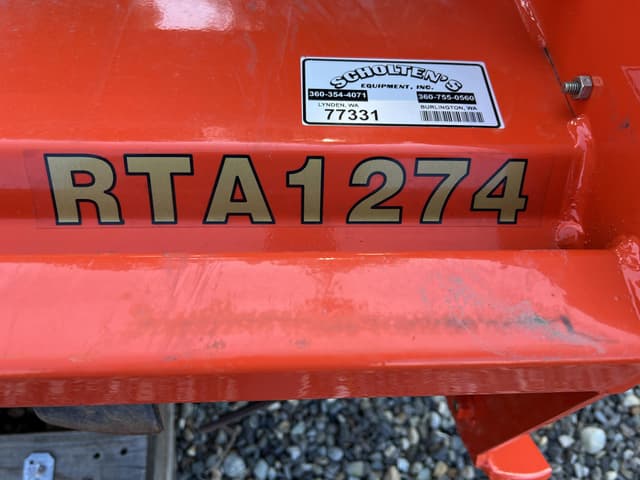 SCHOLTEN'S
EQUIPMENT, INC.
360-354-4071 360-755-0560
LYNDEN, WA BURLINGTON, WA
77331
RTA1274